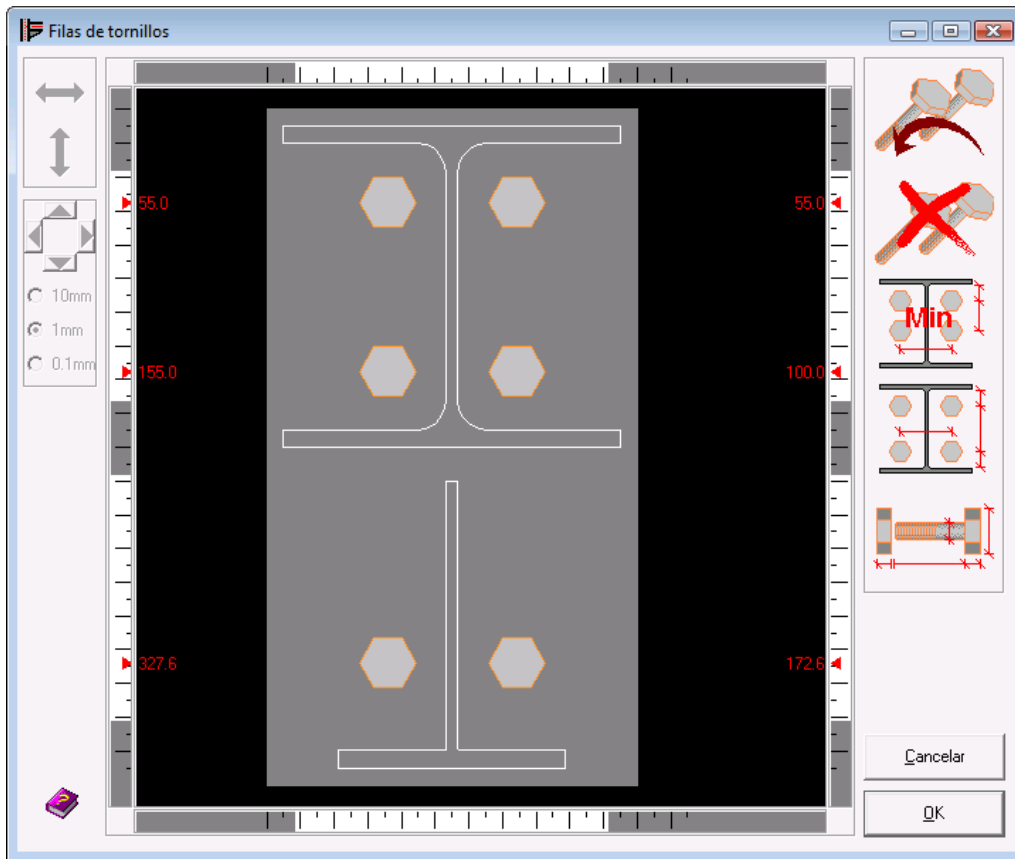 Filas de tornillos
55.0 55.0
155.0 100.0
327.6 172.6
10mm
1mm
0.1mm
Min
Cancelar
OK